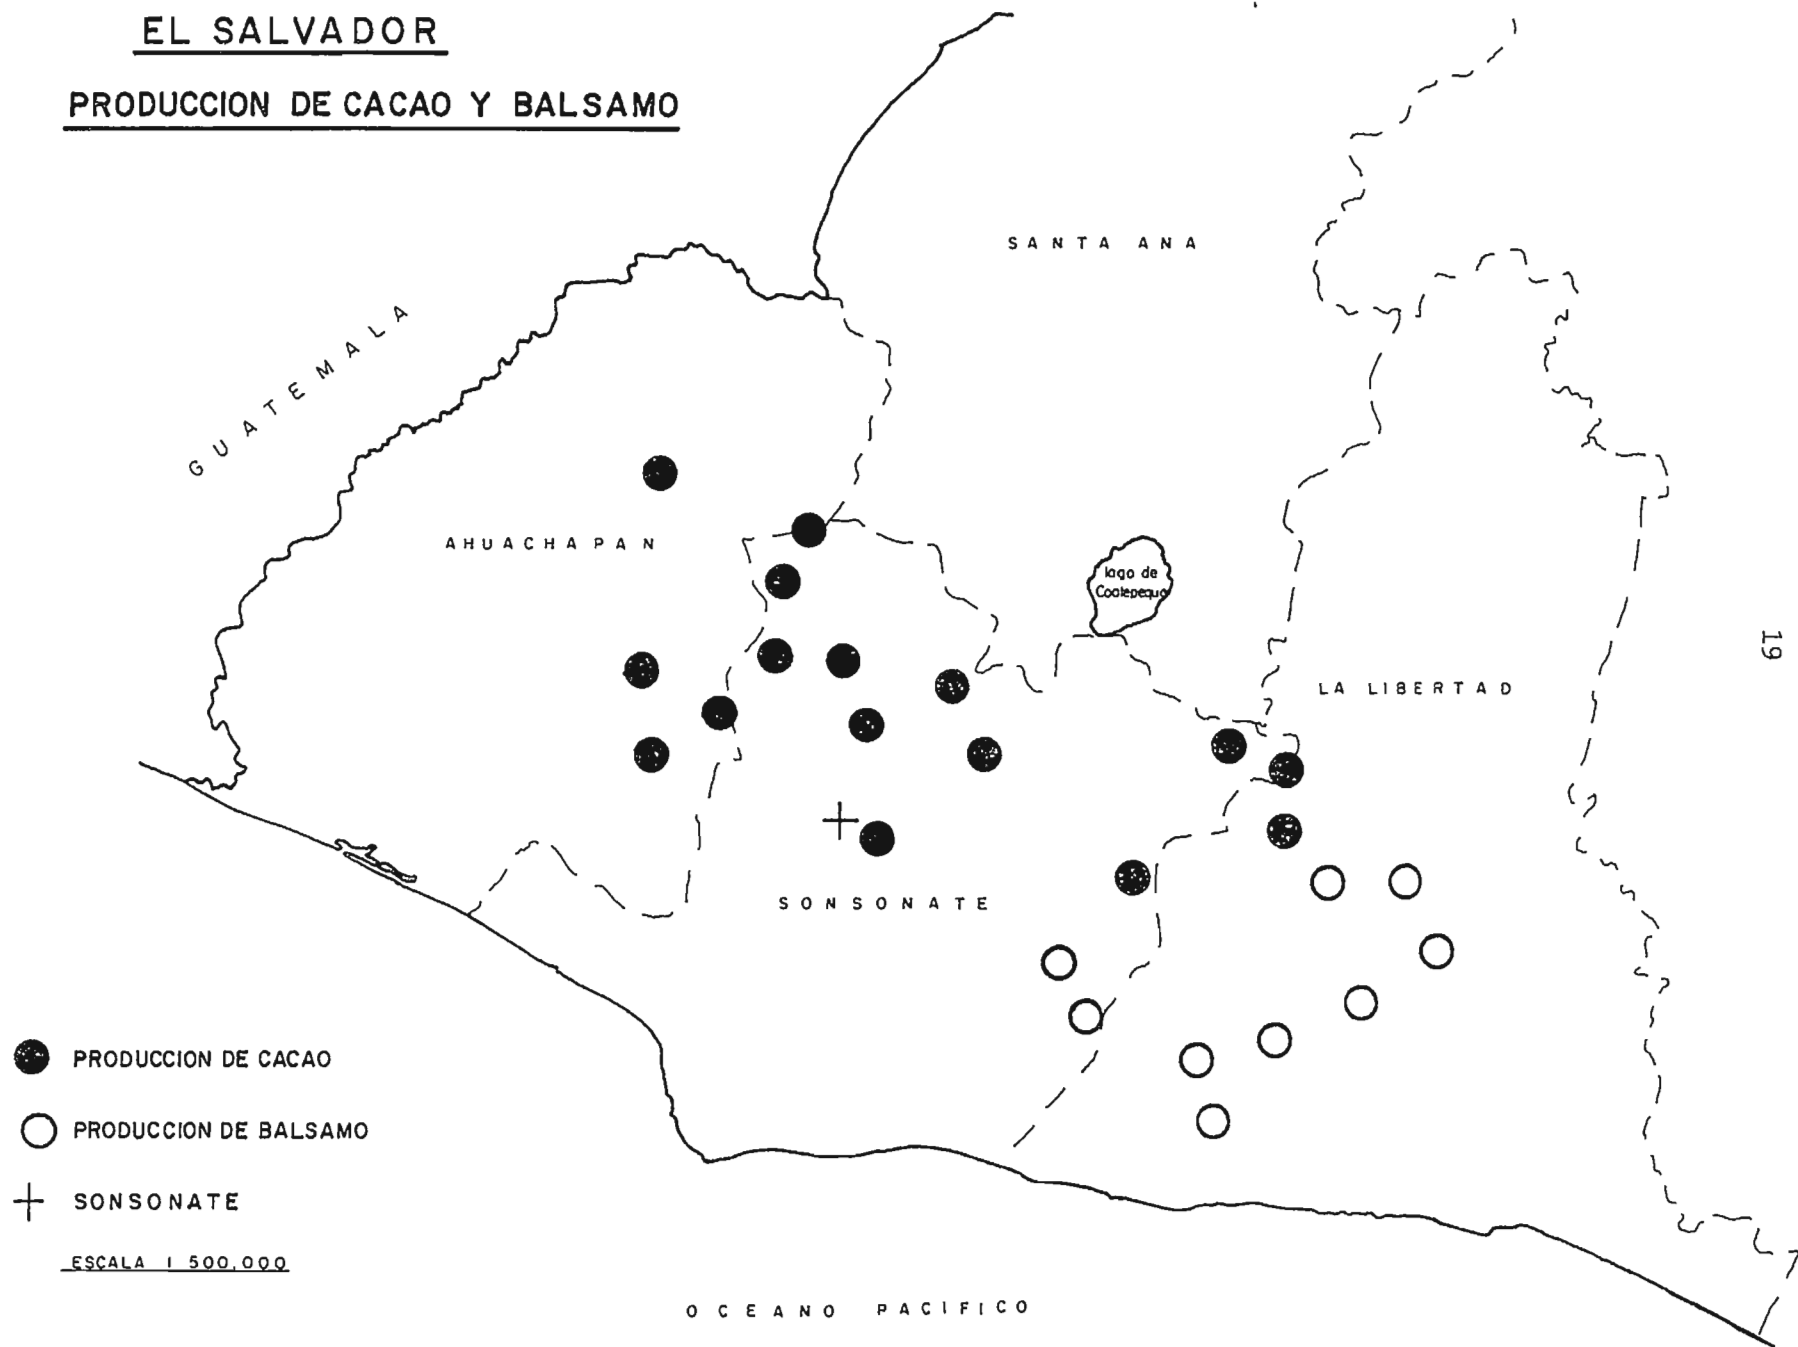 EL SALVADOR
PRODUCCION DE CACAO Y BALSAMO
SANTA ANA
GUATEMALA
AHUACHAPAN
lago de
Coatepeque
19
LA LIBERTAD
SONSONATE
PRODUCCION DE CACAO
PRODUCCION DE BALSAMO
SONSONATE
ESCALA 1 500,000
OCEANO PACIFICO